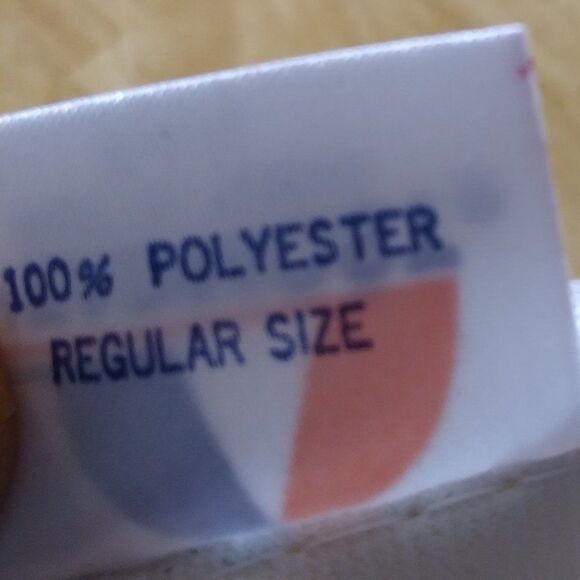 100% POLYESTER
REGULAR SIZE